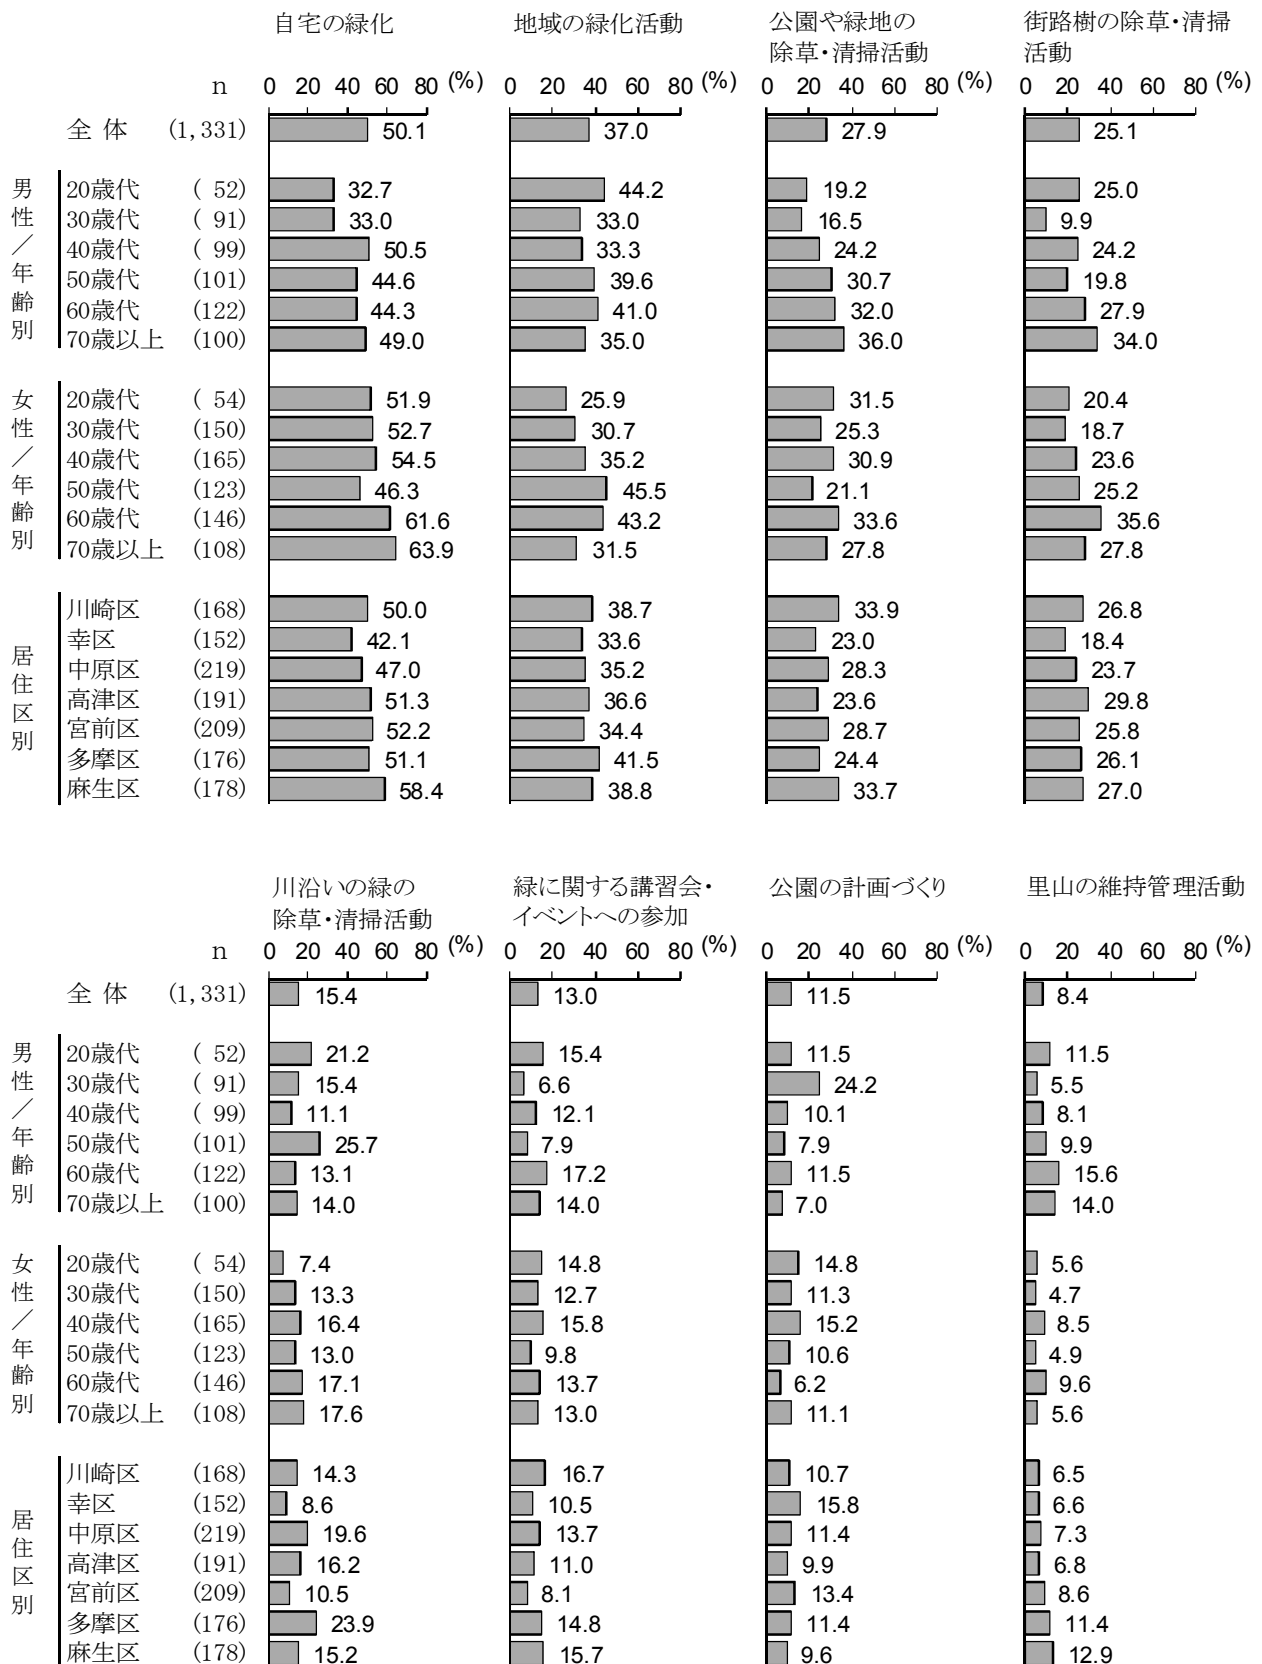 自宅の緑化 地域の緑化活動 公園や緑地の 街路樹の除草・清掃
除草・清掃活動 活動
n 0 20 40 60 80 (%) 0 20 40 60 80 (%) 0 20 40 60 80 (%) 0 20 40 60 80 (%)
全 体 (1,331) 50.1 37.0 27.9 25.1
男性／年齢別
20歳代 ( 52) 32.7 44.2 19.2 25.0
30歳代 ( 91) 33.0 33.0 16.5 9.9
40歳代 ( 99) 50.5 33.3 24.2 24.2
50歳代 (101) 44.6 39.6 30.7 19.8
60歳代 (122) 44.3 41.0 32.0 27.9
70歳以上 (100) 49.0 35.0 36.0 34.0
女性／年齢別
20歳代 ( 54) 51.9 25.9 31.5 20.4
30歳代 (150) 52.7 30.7 25.3 18.7
40歳代 (165) 54.5 35.2 30.9 23.6
50歳代 (123) 46.3 45.5 21.1 25.2
60歳代 (146) 61.6 43.2 33.6 35.6
70歳以上 (108) 63.9 31.5 27.8 27.8
居住区別
川崎区 (168) 50.0 38.7 33.9 26.8
幸区 (152) 42.1 33.6 23.0 18.4
中原区 (219) 47.0 35.2 28.3 23.7
高津区 (191) 51.3 36.6 23.6 29.8
宮前区 (209) 52.2 34.4 28.7 25.8
多摩区 (176) 51.1 41.5 24.4 26.1
麻生区 (178) 58.4 38.8 33.7 27.0
川沿いの緑の 緑に関する講習会・ 公園の計画づくり 里山の維持管理活動
除草・清掃活動 イベントへの参加
n 0 20 40 60 80 (%) 0 20 40 60 80 (%) 0 20 40 60 80 (%) 0 20 40 60 80 (%)
全 体 (1,331) 15.4 13.0 11.5 8.4
男性／年齢別
20歳代 ( 52) 21.2 15.4 11.5 11.5
30歳代 ( 91) 15.4 6.6 24.2 5.5
40歳代 ( 99) 11.1 12.1 10.1 8.1
50歳代 (101) 25.7 7.9 7.9 9.9
60歳代 (122) 13.1 17.2 11.5 15.6
70歳以上 (100) 14.0 14.0 7.0 14.0
女性／年齢別
20歳代 ( 54) 7.4 14.8 14.8 5.6
30歳代 (150) 13.3 12.7 11.3 4.7
40歳代 (165) 16.4 15.8 15.2 8.5
50歳代 (123) 13.0 9.8 10.6 4.9
60歳代 (146) 17.1 13.7 6.2 9.6
70歳以上 (108) 17.6 13.0 11.1 5.6
居住区別
川崎区 (168) 14.3 16.7 10.7 6.5
幸区 (152) 8.6 10.5 15.8 6.6
中原区 (219) 19.6 13.7 11.4 7.3
高津区 (191) 16.2 11.0 9.9 6.8
宮前区 (209) 10.5 8.1 13.4 8.6
多摩区 (176) 23.9 14.8 11.4 11.4
麻生区 (178) 15.2 15.7 9.6 12.9